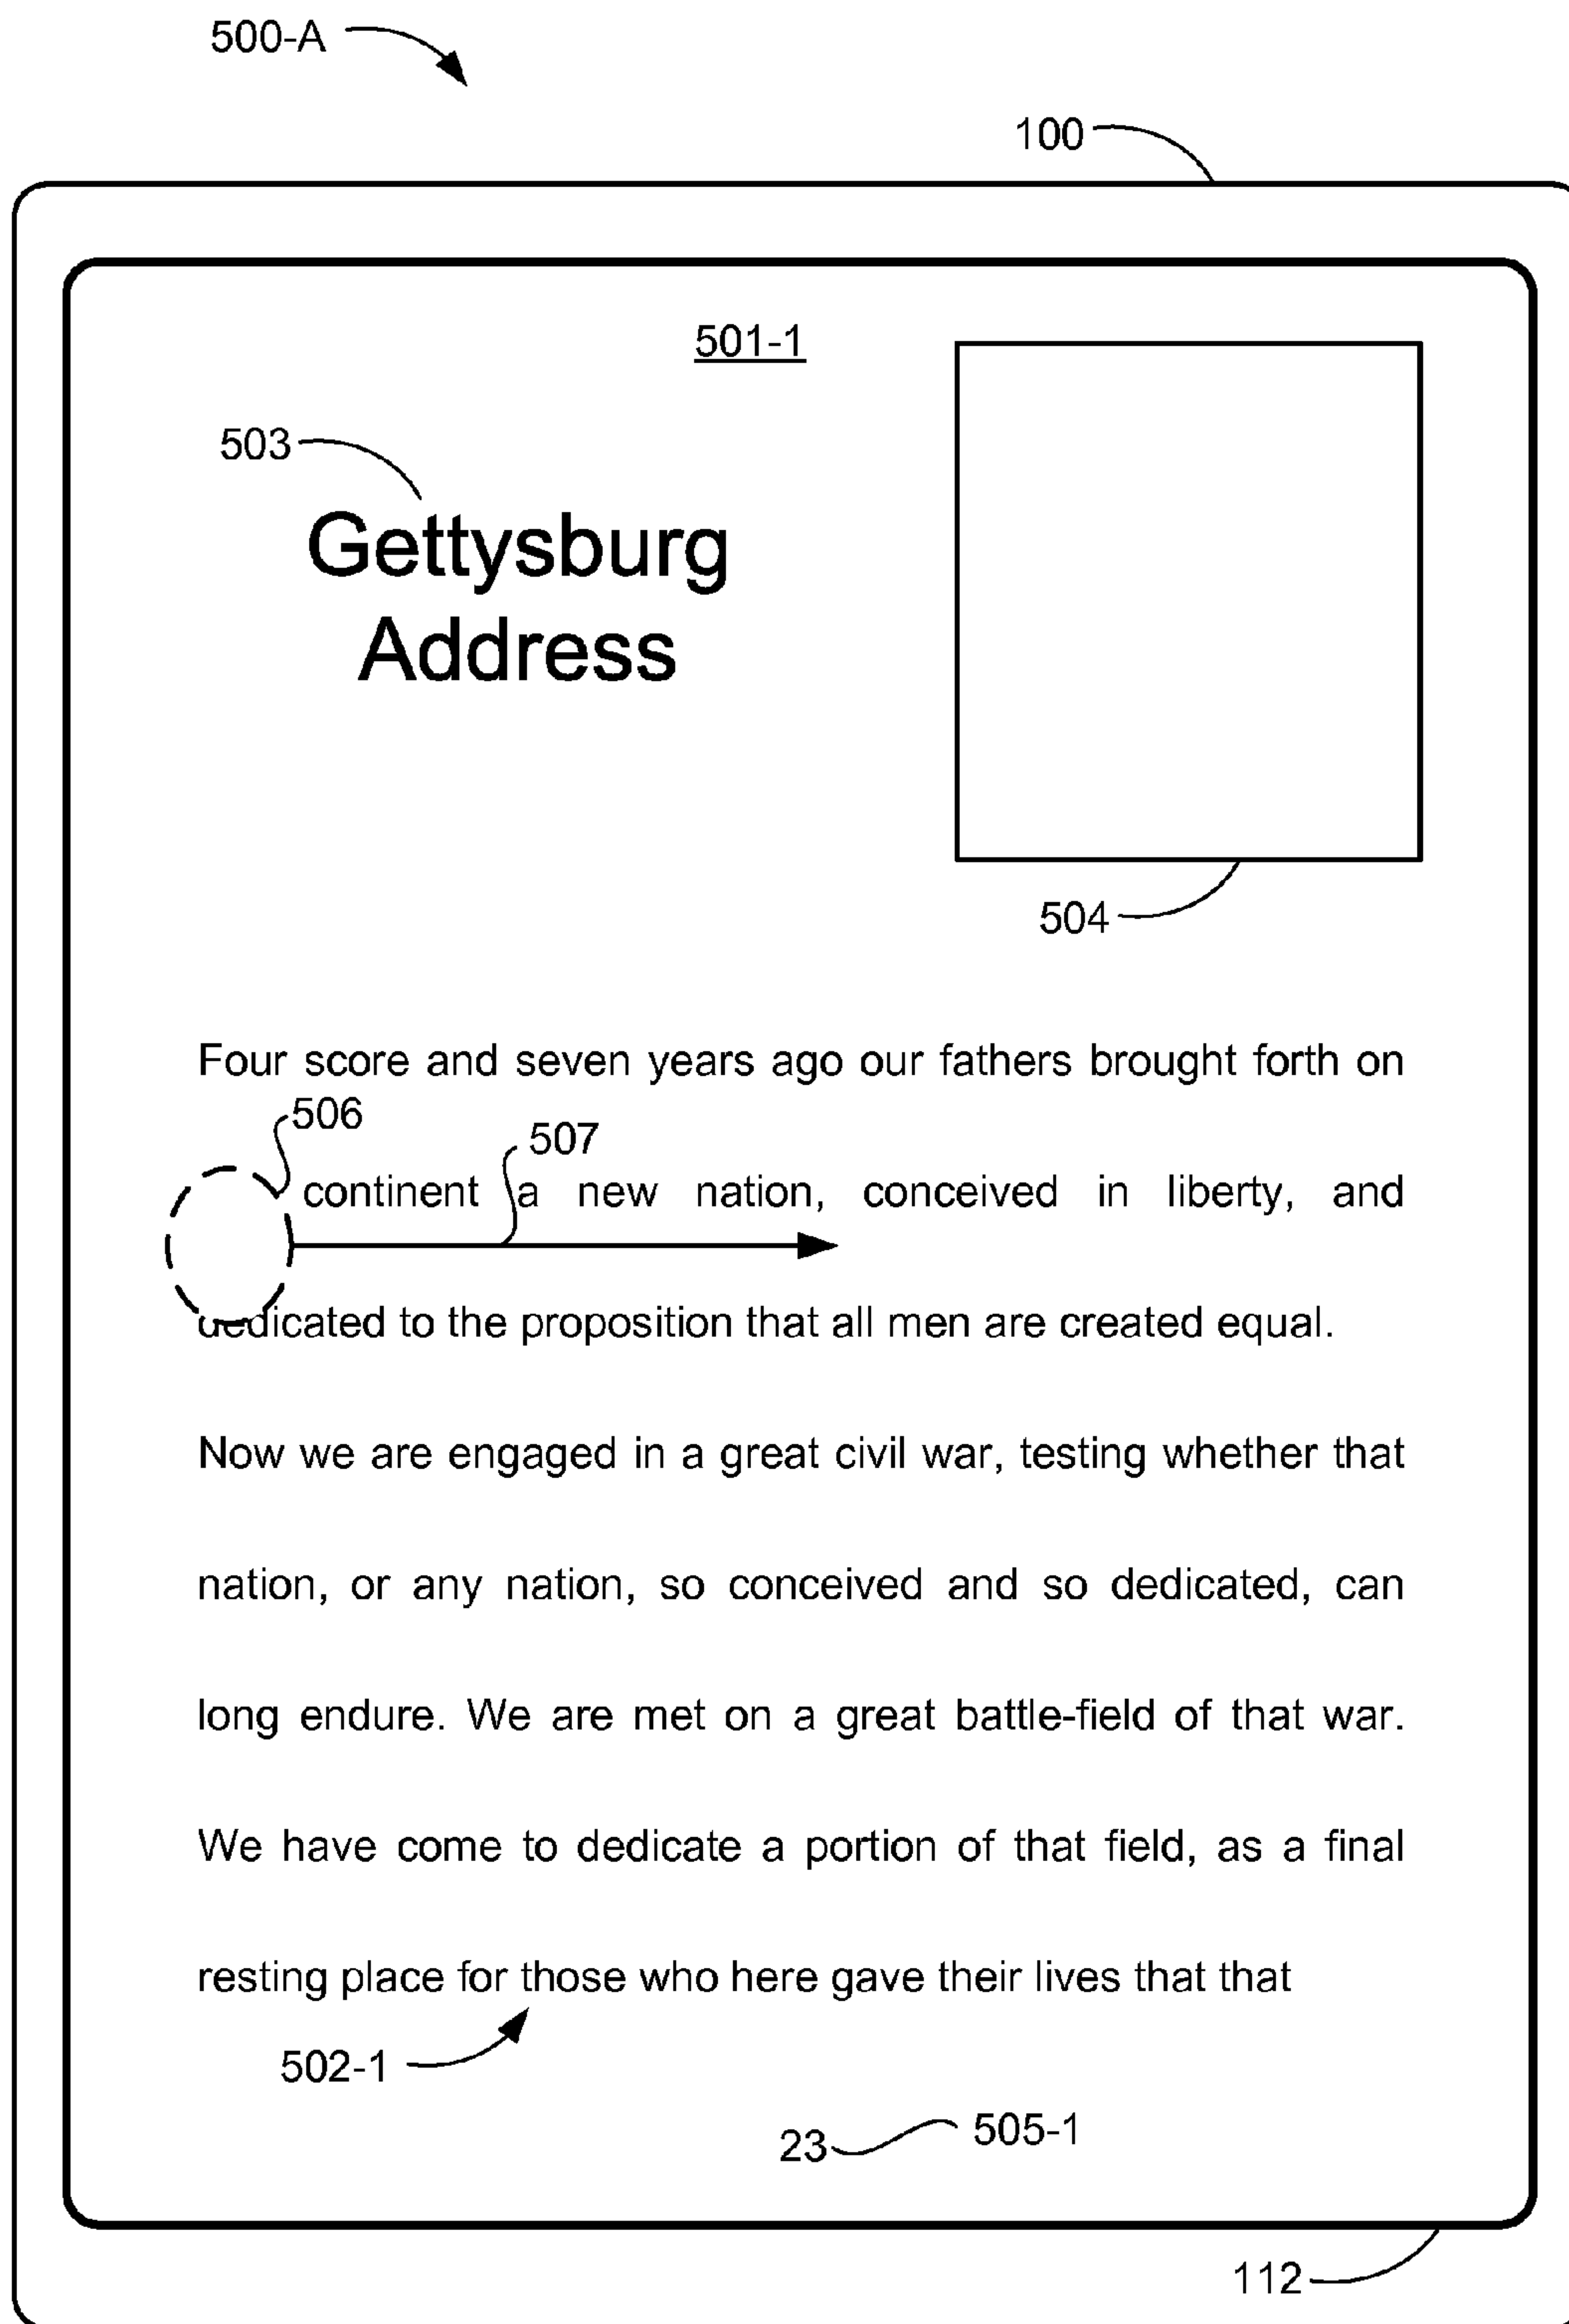 500-A
100
501-1
503
Gettysburg
Address
504
Four score and seven years ago our fathers brought forth on
506
507
continent a new nation, conceived in liberty, and
dedicated to the proposition that all men are created equal.
Now we are engaged in a great civil war, testing whether that
nation, or any nation, so conceived and so dedicated, can
long endure. We are met on a great battle-field of that war.
We have come to dedicate a portion of that field, as a final
resting place for those who here gave their lives that that
502-1
23
505-1
112